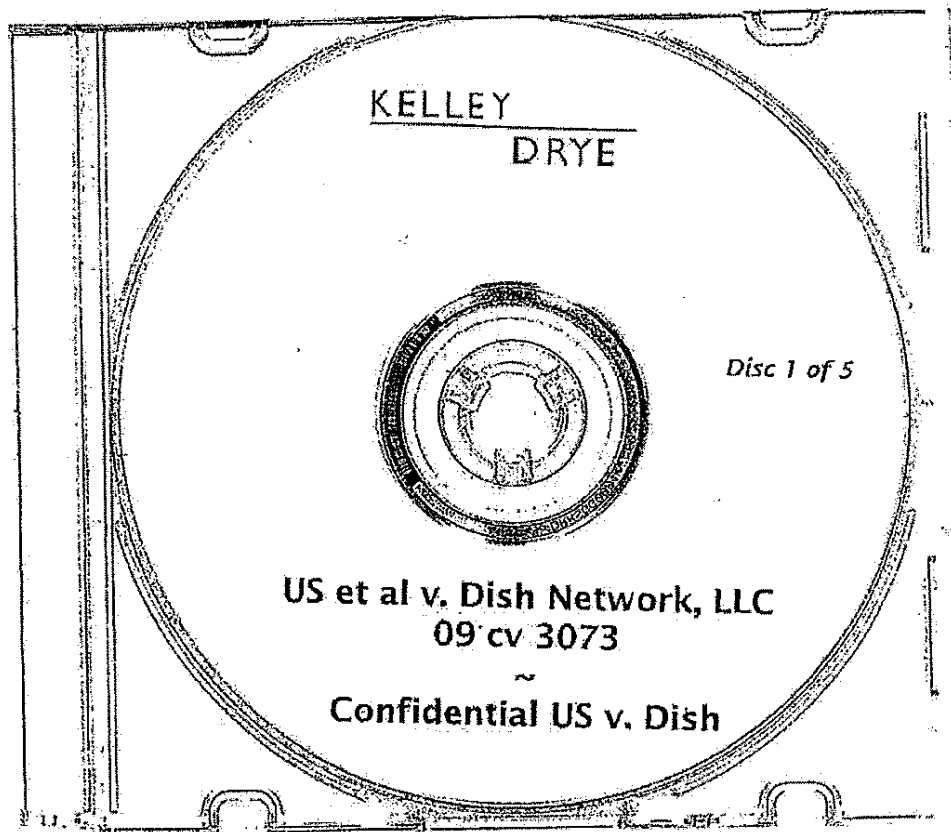 KELLEY
DRYE
Disc 1 of 5
US et al v. Dish Network, LLC
09 cv 3073
~
Confidential US v. Dish